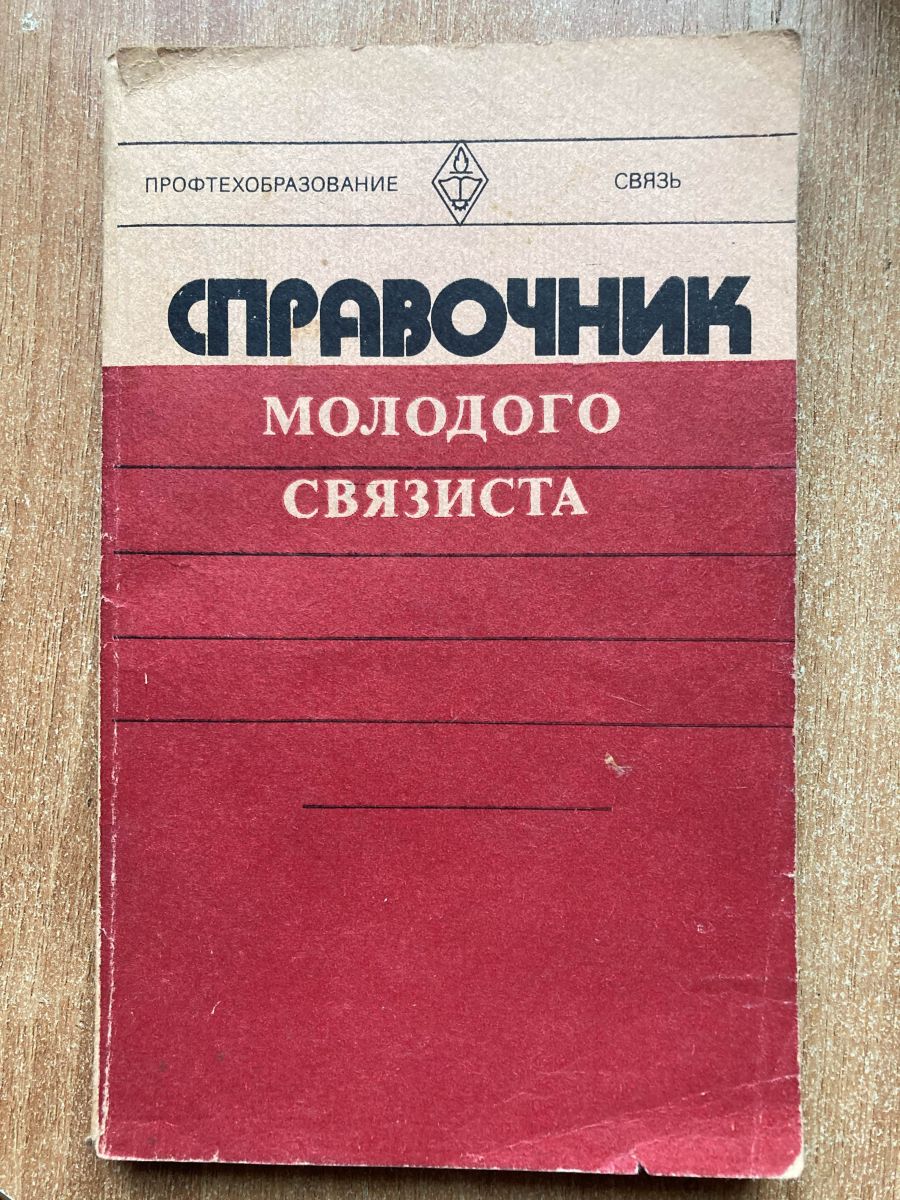 ПРОФТЕХОБРАЗОВАНИЕ СВЯЗЬ
СПРАВОЧНИК
МОЛОДОГО
СВЯЗИСТА